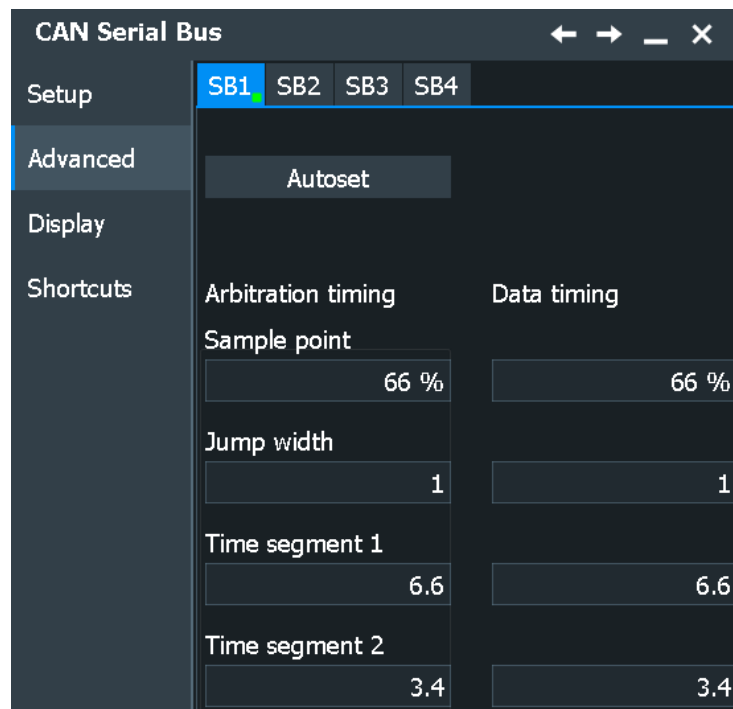 CAN Serial Bus
Setup
Advanced
Display
Shortcuts
SB1 SB2 SB3 SB4
Autoset
Arbitration timing Data timing
Sample point
66 % 66 %
Jump width
1 1
Time segment 1
6.6 6.6
Time segment 2
3.4 3.4